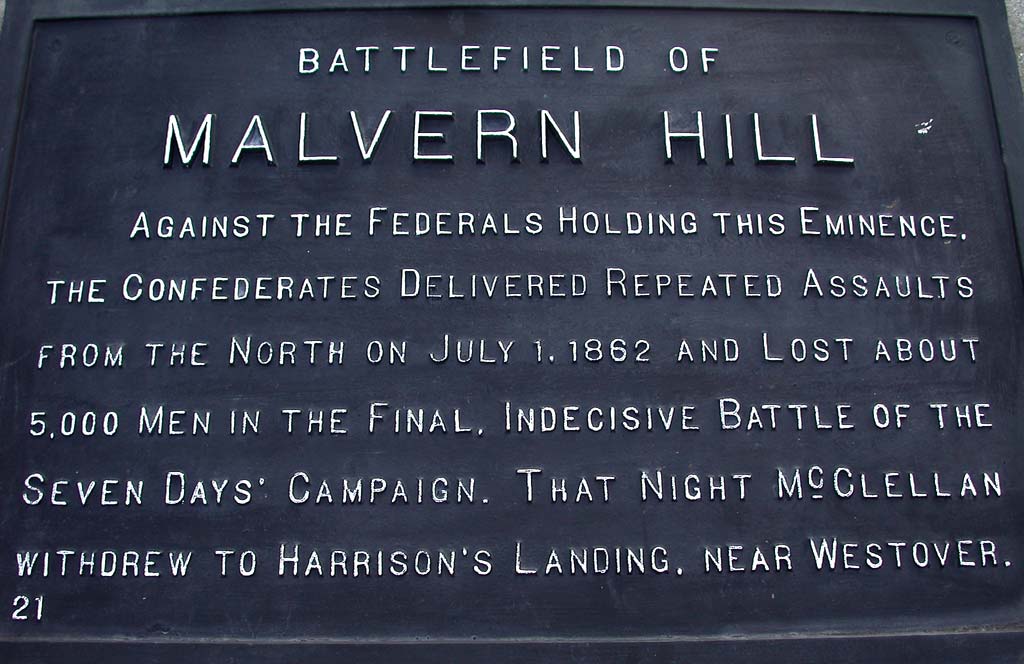 BATTLEFIELD OF
MALVERN HILL
AGAINST THE FEDERALS HOLDING THIS EMINENCE,
THE CONFEDERATES DELIVERED REPEATED ASSAULTS
FROM THE NORTH ON JULY 1, 1862 AND LOST ABOUT
5,000 MEN IN THE FINAL, INDECISIVE BATTLE OF THE
SEVEN DAYS' CAMPAIGN. THAT NIGHT McCLELLAN
WITHDREW TO HARRISON'S LANDING, NEAR WESTOVER.
21